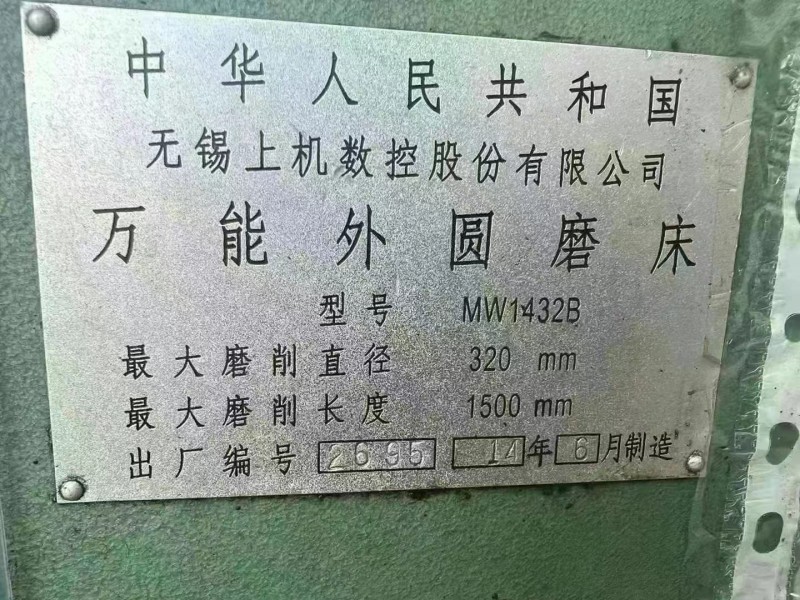 中华人民共和国
无锡上机数控股份有限公司
万能外圆磨床
型号 MW1432B
最大磨削直径 320 mm
最大磨削长度 1500 mm
出厂编号 2695 14年6月制造